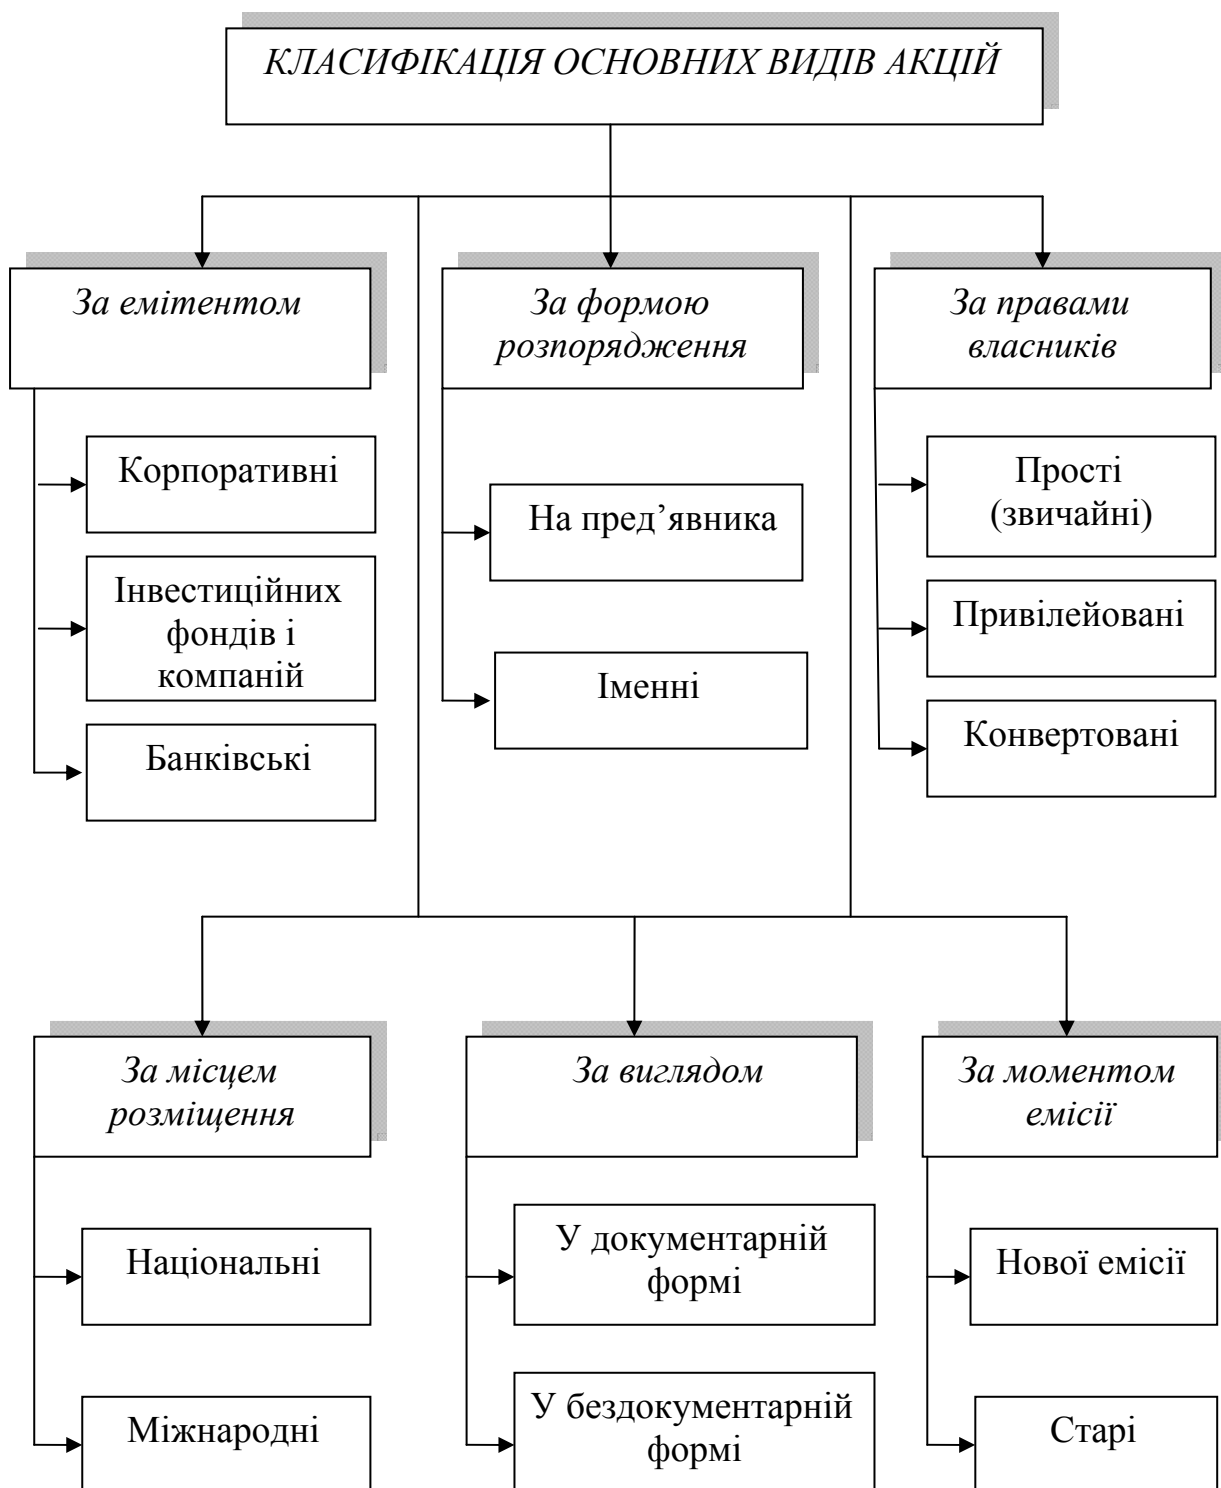 КЛАСИФІКАЦІЯ ОСНОВНИХ ВИДІВ АКЦІЙ
За емітентом
Корпоративні
Інвестиційних
фондів і
компаній
Банківські
За формою
розпорядження
На пред’явника
Іменні
За правами
власників
Прості
(звичайні)
Привілейовані
Конвертовані
За місцем
розміщення
Національні
Міжнародні
За виглядом
У документарній
формі
У бездокументарній
формі
За моментом
емісії
Нової емісії
Старі